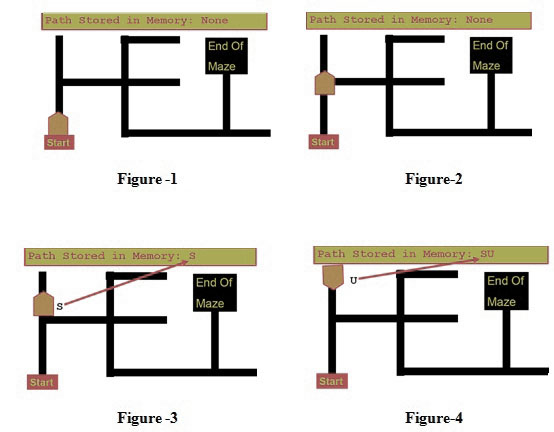 Path Stored in Memory: None
End Of
Maze
Start
Figure -1
Path Stored in Memory: None
End Of
Maze
Start
Figure-2
Path Stored in Memory: S
S
End Of
Maze
Start
Figure -3
Path Stored in Memory: SU
U
End Of
Maze
Start
Figure-4